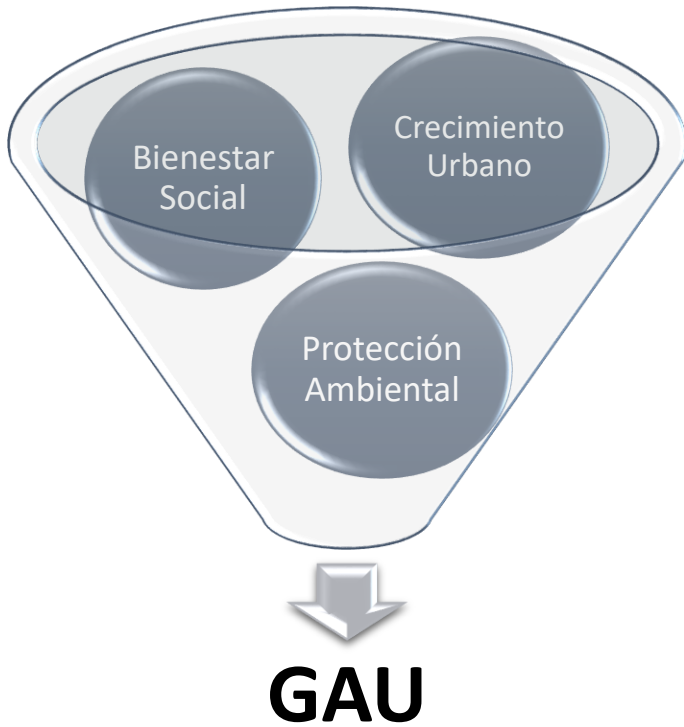 Bienestar
Social
Crecimiento
Urbano
Protección
Ambiental
GAU